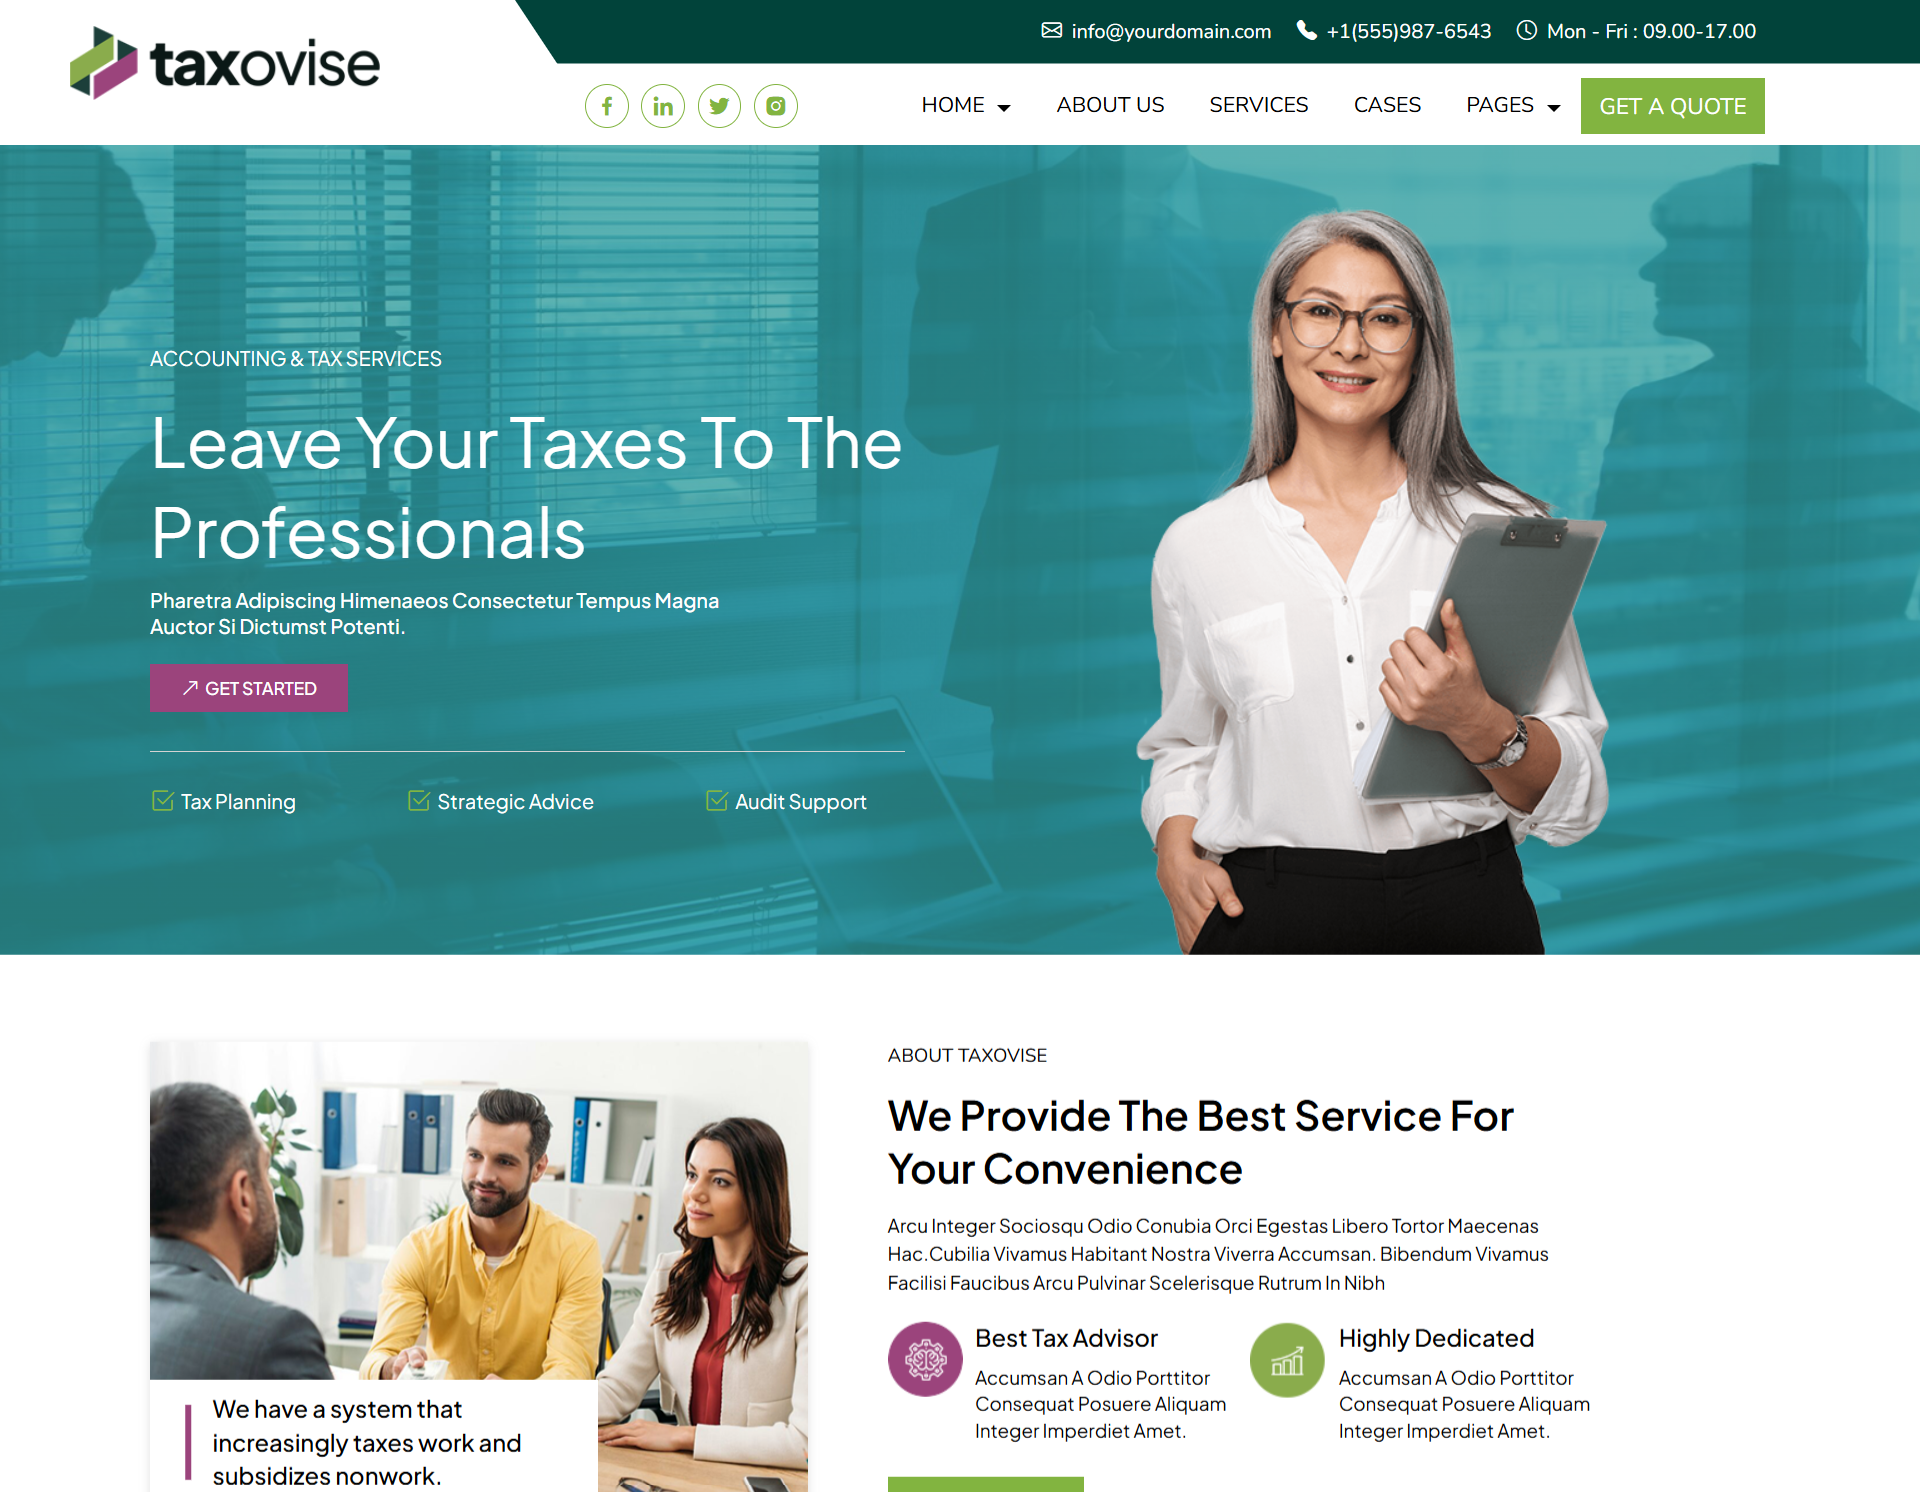 taxovise
info@yourdomain.com +1(555)987-6543 Mon - Fri : 09.00-17.00
HOME ABOUT US SERVICES CASES PAGES GET A QUOTE
ACCOUNTING & TAX SERVICES
Leave Your Taxes To The
Professionals
Pharetra Adipiscing Himenaeos Consectetur Tempus Magna
Auctor Si Dictumst Potenti.
GET STARTED
Tax Planning Strategic Advice Audit Support
ABOUT TAXOVISE
We Provide The Best Service For
Your Convenience
Arcu Integer Sociosqu Odio Conubia Orci Egestas Libero Tortor Maecenas
Hac.Cubilia Vivamus Habitant Nostra Viverra Accumsan. Bibendum Vivamus
Facilisi Faucibus Arcu Pulvinar Scelerisque Rutrum In Nibh
Best Tax Advisor
Accumsan A Odio Porttitor
Consequat Posuere Aliquam
Integer Imperdiet Amet.
Highly Dedicated
Accumsan A Odio Porttitor
Consequat Posuere Aliquam
Integer Imperdiet Amet.
We have a system that
increasingly taxes work and
subsidizes nonwork.